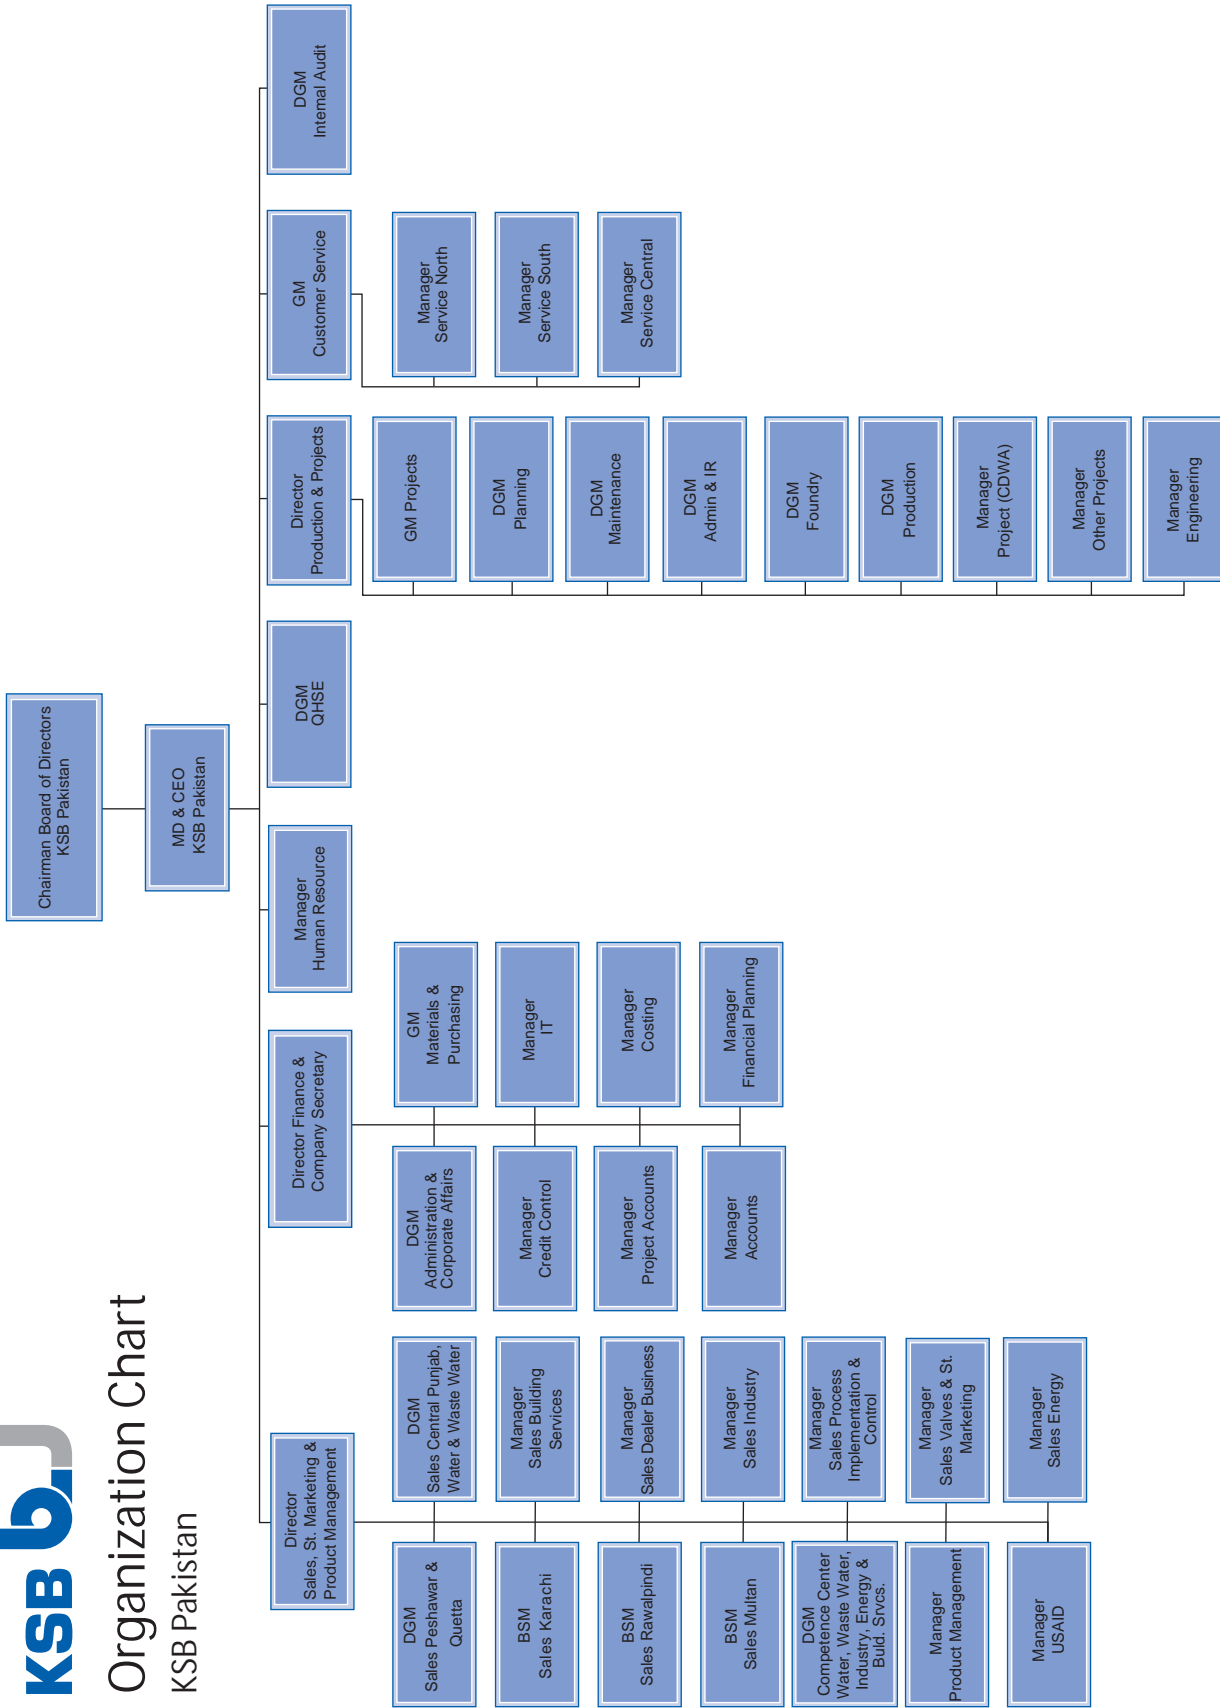 KSB
Organization Chart
KSB Pakistan
Chairman Board of Directors
KSB Pakistan
MD & CEO
KSB Pakistan
Director
Sales, St. Marketing &
Product Management
Director Finance &
Company Secretary
Manager
Human Resource
DGM
QHSE
Director
Production & Projects
GM
Customer Service
DGM
Internal Audit
DGM
Sales Peshawar &
Quetta
DGM
Sales Central Punjab,
Water & Waste Water
BSM
Sales Karachi
Manager
Sales Building
Services
BSM
Sales Rawalpindi
Manager
Sales Dealer Business
BSM
Sales Multan
Manager
Sales Industry
DGM
Competence Center
Water, Waste Water,
Industry, Energy &
Buld. Srvcs.
Manager
Sales Process
Implementation &
Control
Manager
Product Management
Manager
Sales Valves & St.
Marketing
Manager
USAID
Manager
Sales Energy
DGM
Administration &
Corporate Affairs
GM
Materials &
Purchasing
Manager
Credit Control
Manager
IT
Manager
Project Accounts
Manager
Costing
Manager
Accounts
Manager
Financial Planning
GM Projects
DGM
Planning
DGM
Maintenance
DGM
Admin & IR
DGM
Foundry
DGM
Production
Manager
Project (CDWA)
Manager
Other Projects
Manager
Engineering
Manager
Service North
Manager
Service South
Manager
Service Central